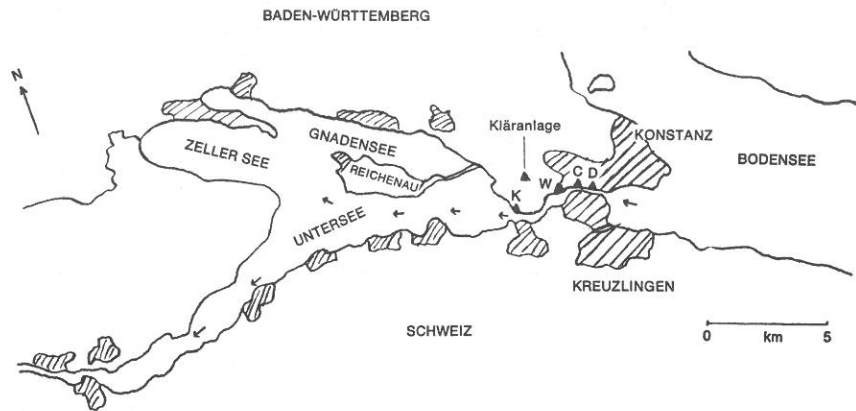 BADEN-WÜRTTEMBERG
N
Kläranlage
KONSTANZ
GNADENSEE
ZELLER SEE
BODENSEE
REICHENAU
W
C
D
K
UNTERSEE
KREUZLINGEN
SCHWEIZ
0
5
km